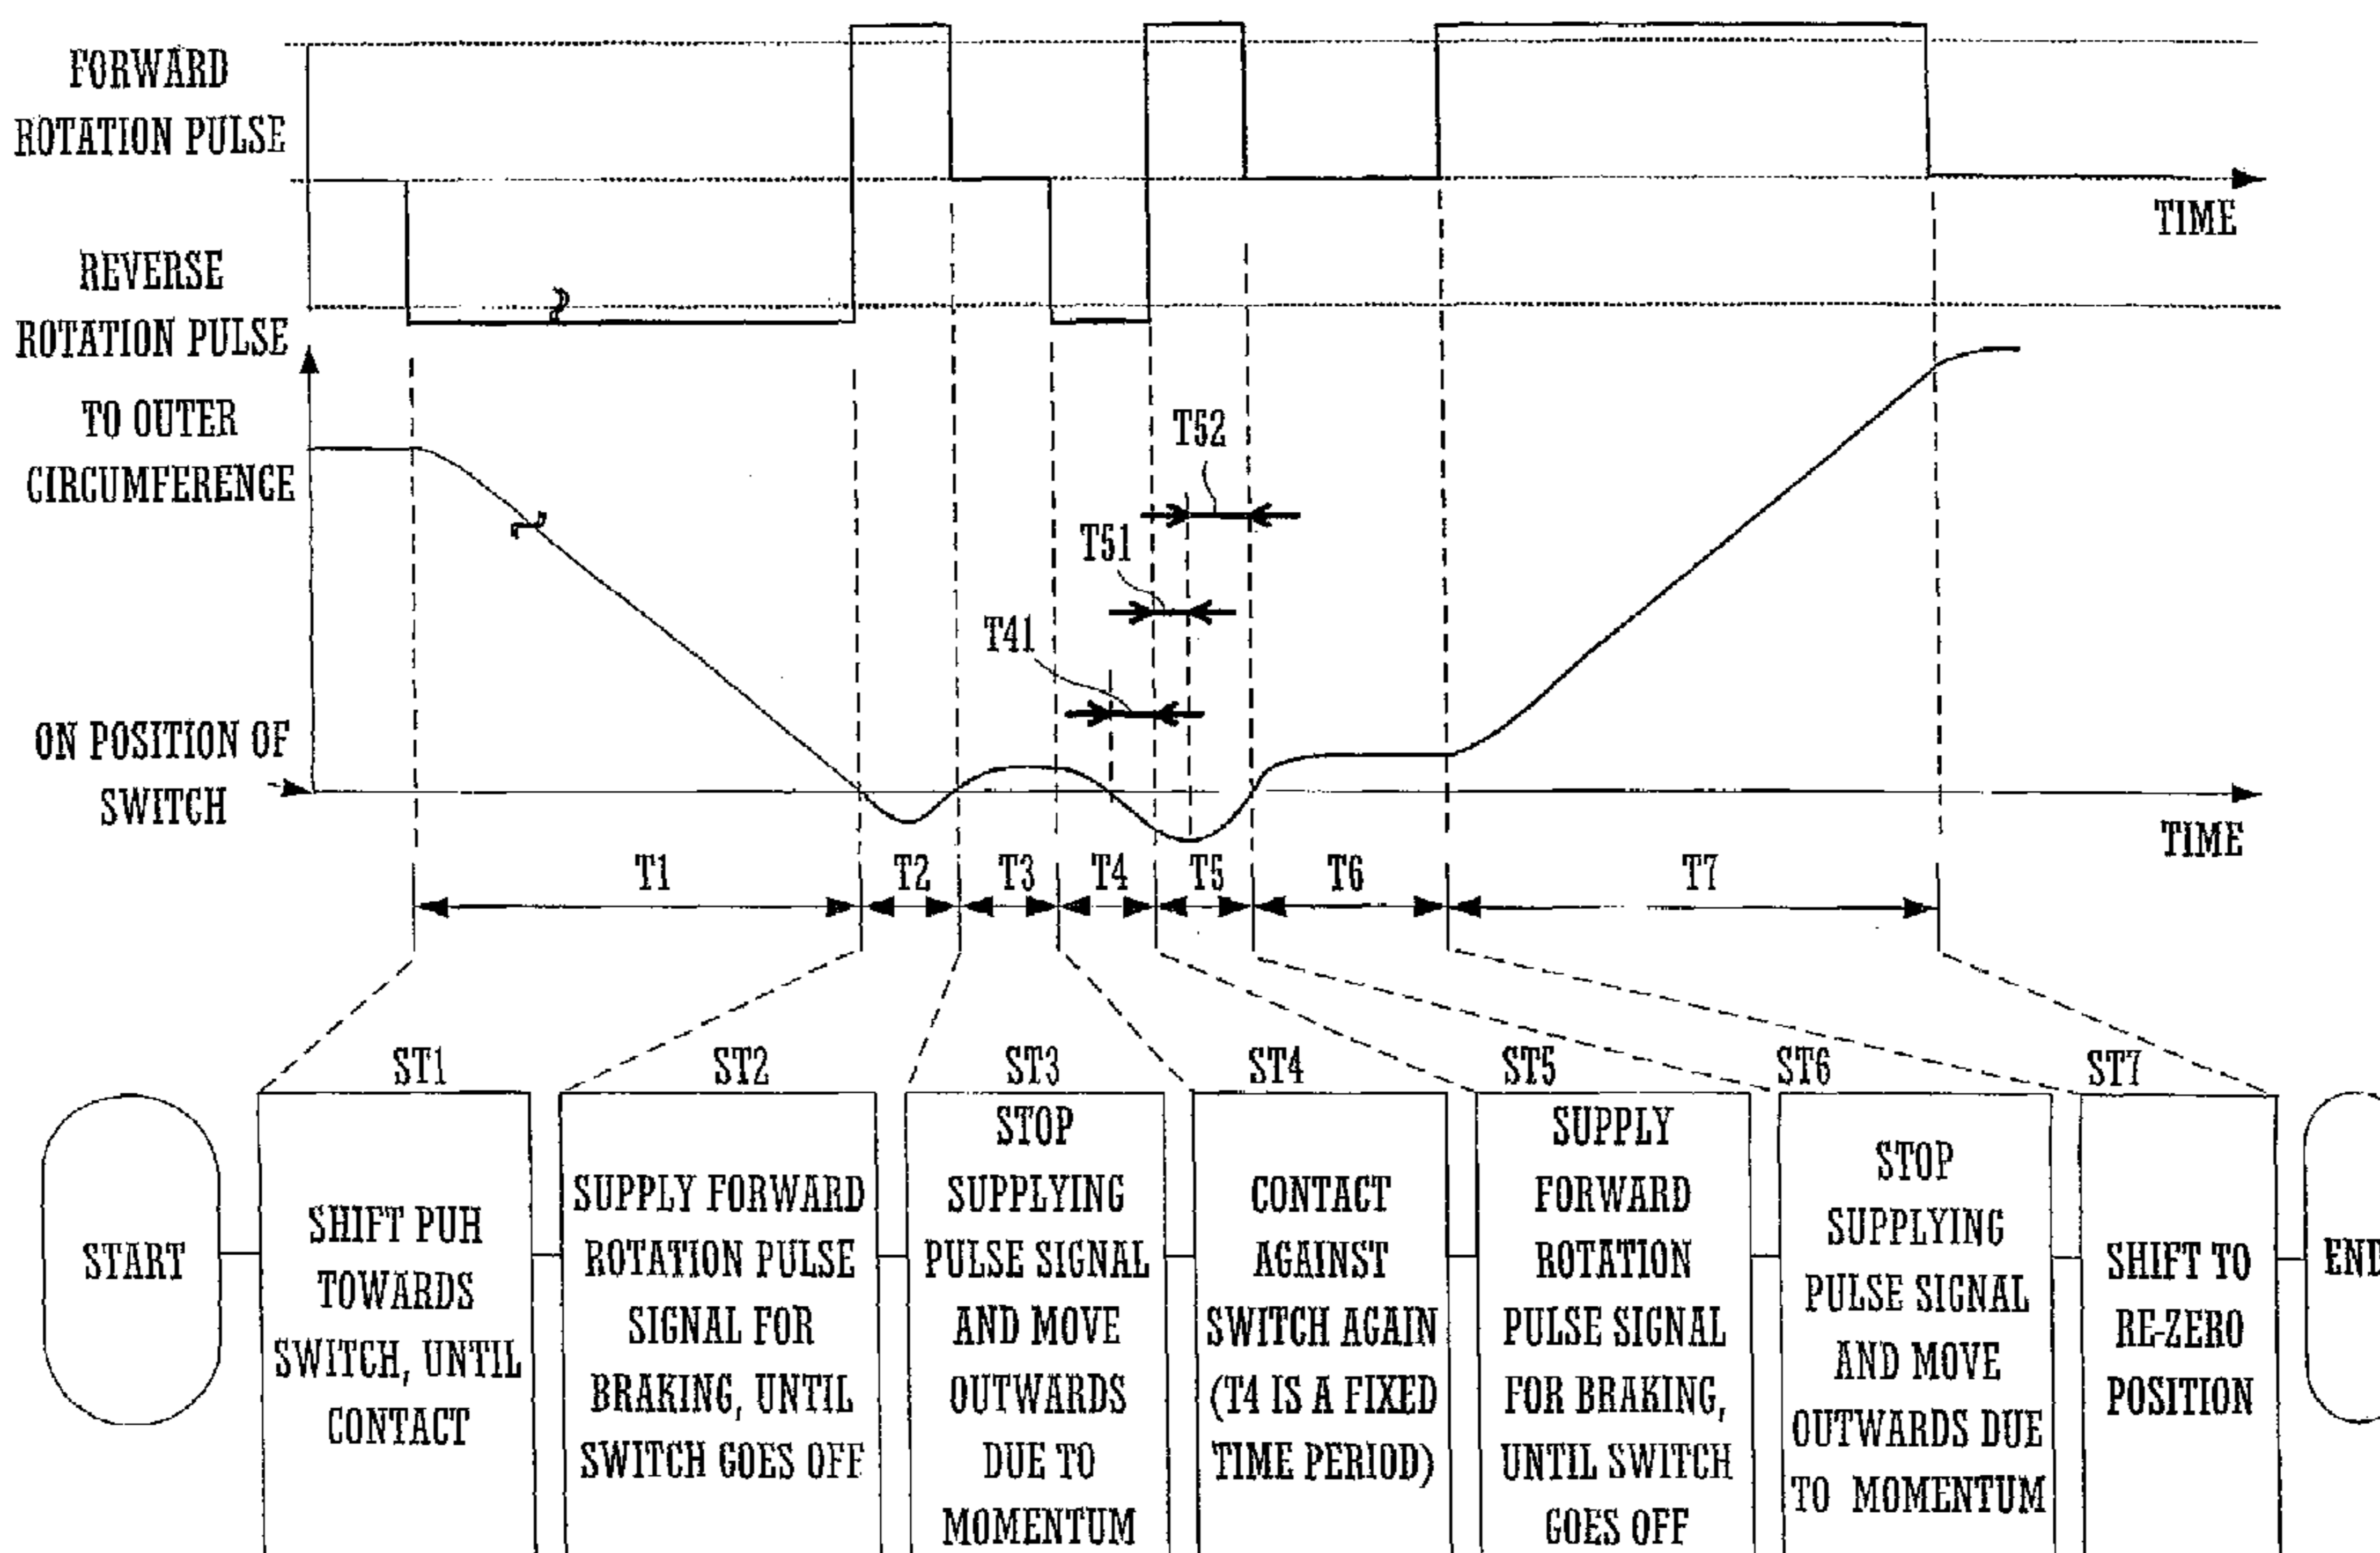 FORWARD
ROTATION PULSE
TIME
REVERSE
ROTATION PULSE
TO OUTER
CIRCUMFERENCE
T52
T51
T41
ON POSITION OF
SWITCH
TIME
T1
T2
T3
T4
T5
T6
T7
ST1
ST2
ST3
ST4
ST5
ST6
ST7
START
SHIFT PUH
TOWARDS
SWITCH, UNTIL
CONTACT
SUPPLY FORWARD
ROTATION PULSE
SIGNAL FOR
BRAKING, UNTIL
SWITCH GOES OFF
STOP
SUPPLYING
PULSE SIGNAL
AND MOVE
OUTWARDS
DUE TO
MOMENTUM
CONTACT
AGAINST
SWITCH AGAIN
(T4 IS A FIXED
TIME PERIOD)
SUPPLY
FORWARD
ROTATION
PULSE SIGNAL
FOR BRAKING,
UNTIL SWITCH
GOES OFF
STOP
SUPPLYING
PULSE SIGNAL
AND MOVE
OUTWARDS DUE
TO MOMENTUM
SHIFT TO
RE-ZERO
POSITION
END